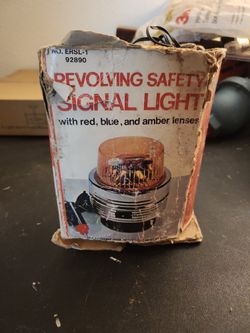 NO. ERSL-1
92890
REVOLVING SAFETY
SIGNAL LIGHT
with red, blue, and amber lenses